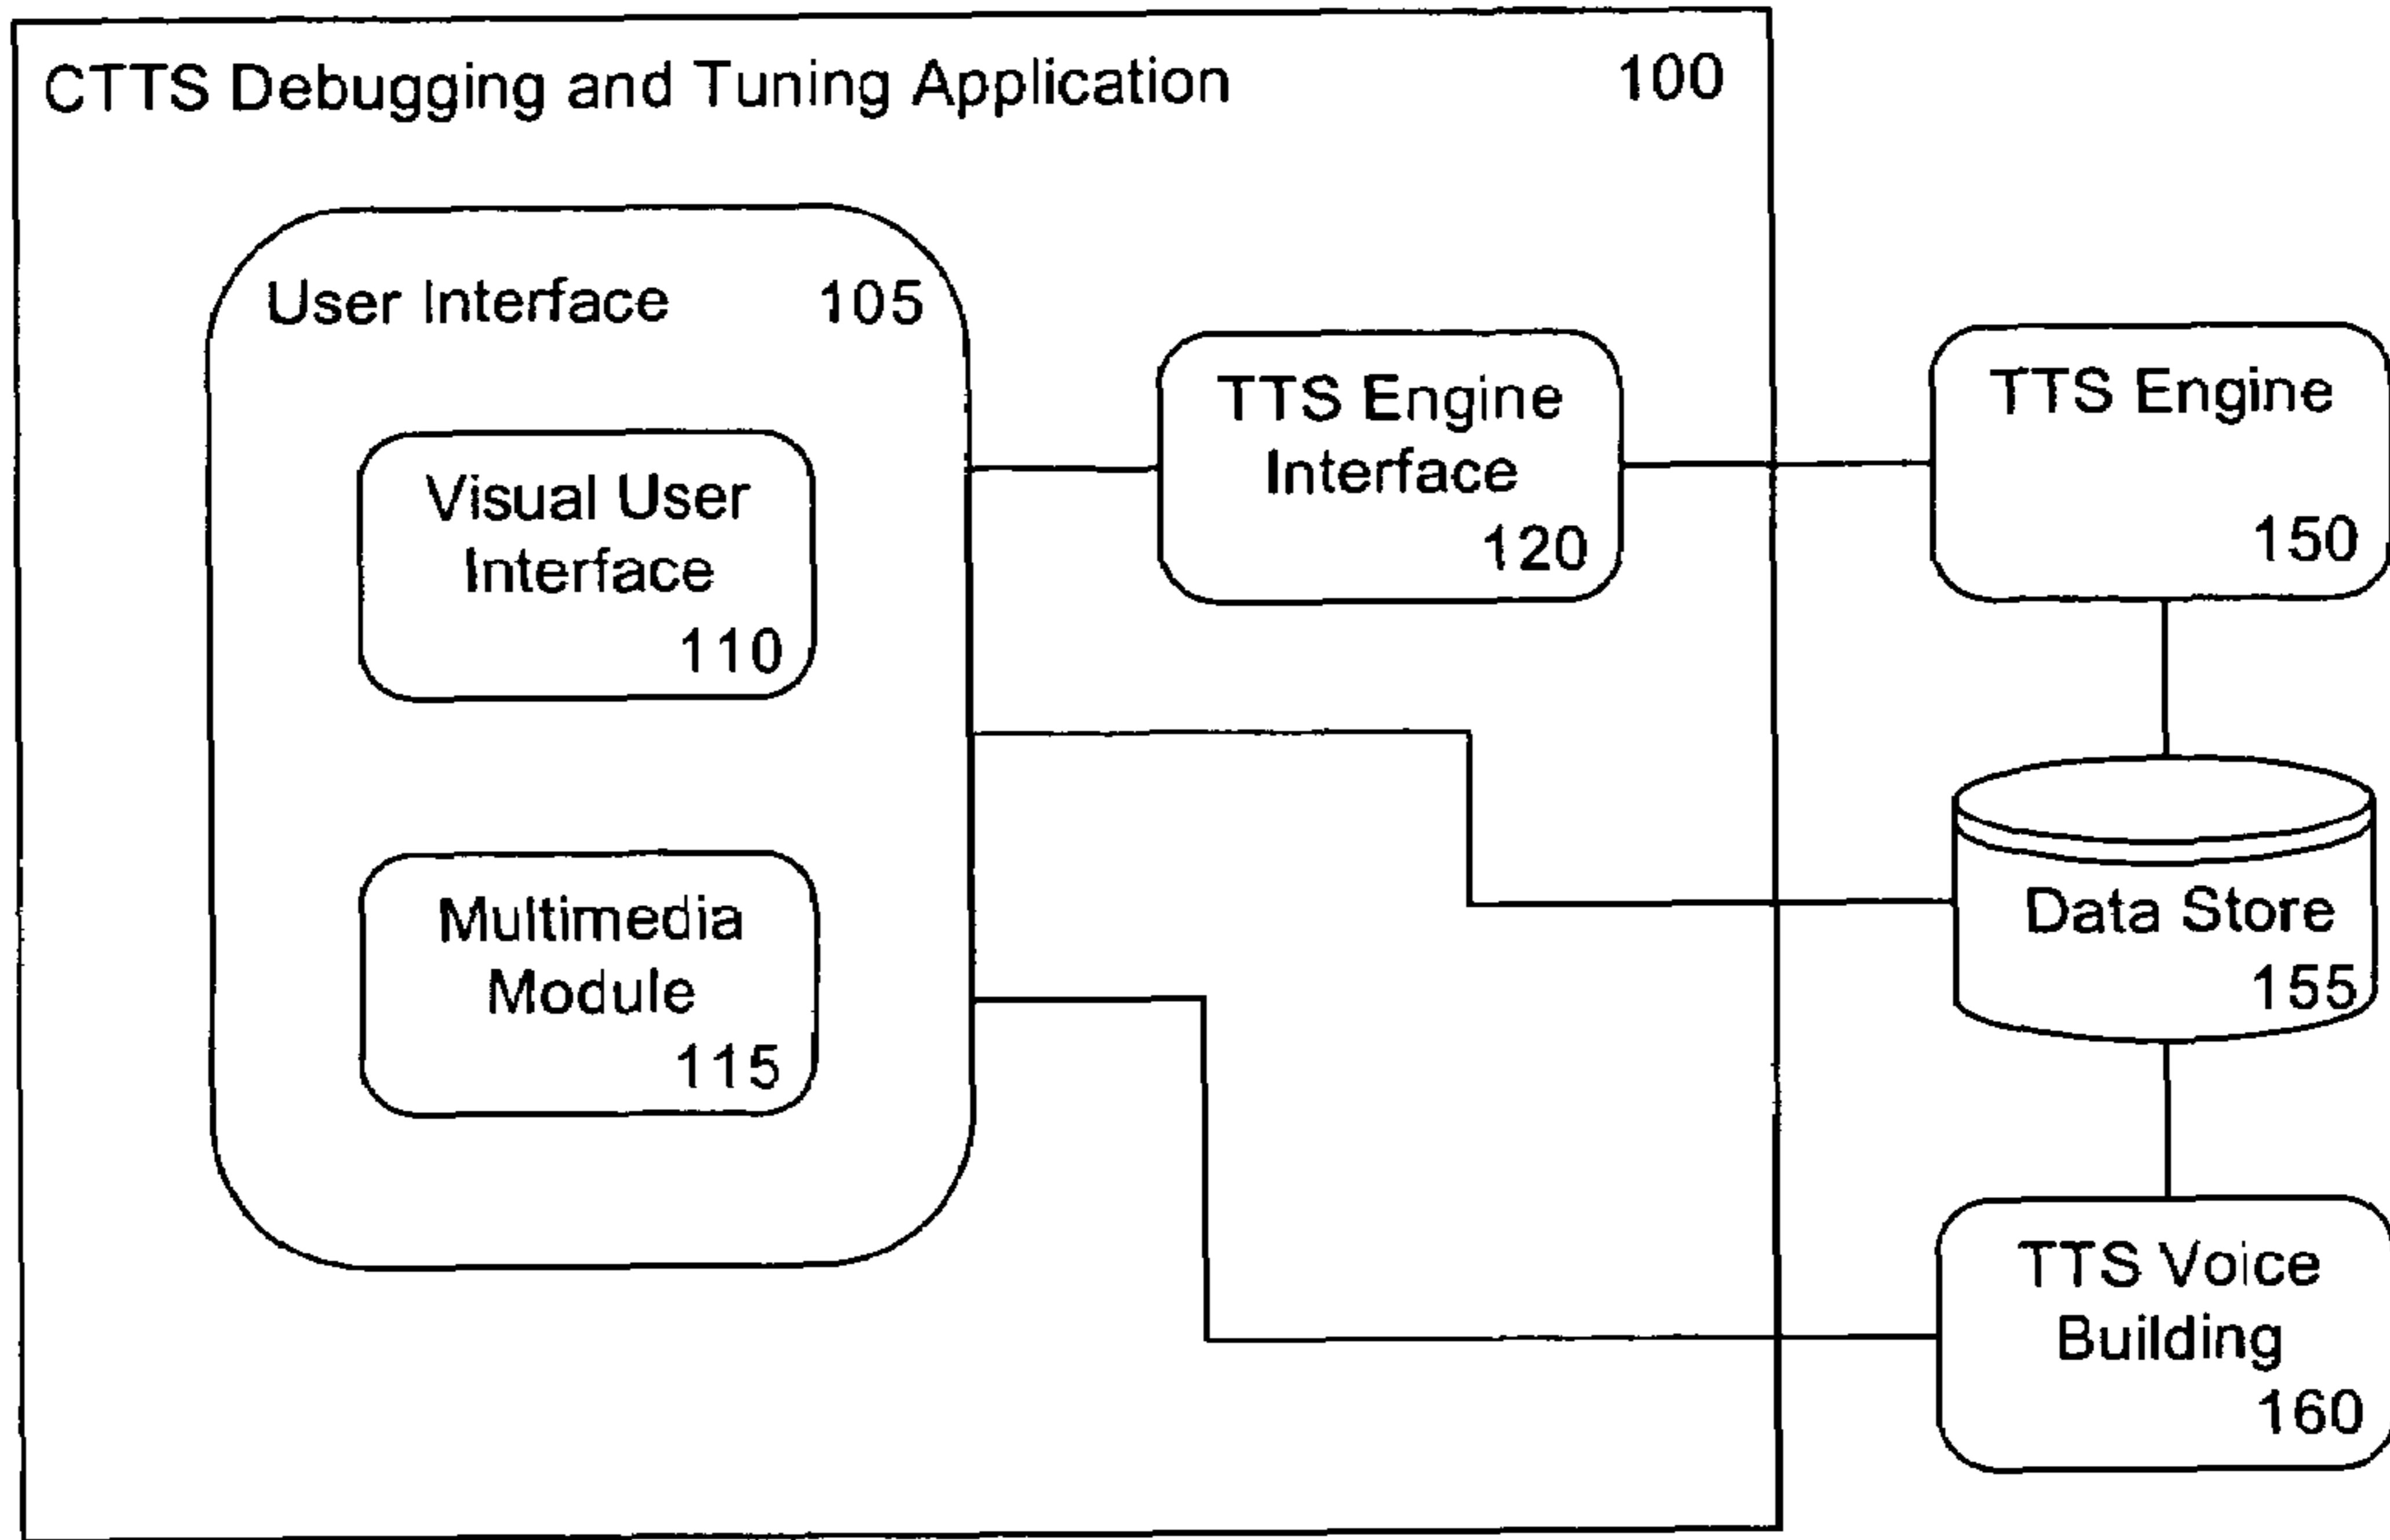 CTTS Debugging and Tuning Application 100
User Interface 105
Visual User
Interface
110
Multimedia
Module
115
TTS Engine
Interface
120
TTS Engine
150
Data Store
155
TTS Voice
Building
160